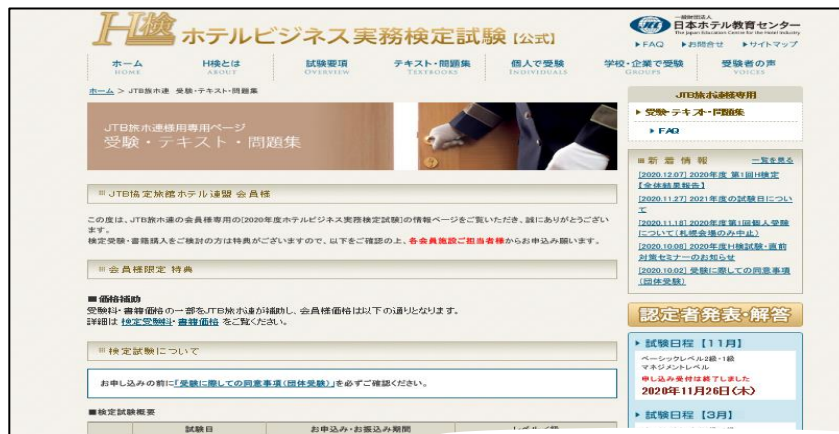 H検 ホテルビジネス実務検定試験【公式】
一般財団法人
日本ホテル教育センター
The Japan Education Centre for the Hotel Industry
FAQ お問合せ サイトマップ
ホーム H検とは 試験要項 テキスト・問題集 個人で受験 学校・企業で受験 受験者の声
HOME ABOUT OVERVIEW TEXTBOOKS INDIVIDUALS GROUPS VOICES
ホーム > JTB旅ホ連 受験・テキスト・問題集
JTB旅ホ連様用専用ページ
受験・テキスト・問題集
JTB協定旅館ホテル連盟 会員様
この度は、JTB旅ホ連の会員様専用の[2020年度ホテルビジネス実務検定試験]の情報ページをご覧いただき、誠にありがとうござい
ます。
検定受験・書籍購入をご検討の方は特典がございますので、以下をご確認の上、各会員施設ご担当者様からお申込み願います。
会員様限定 特典
■ 価格補助
受験料・書籍価格の一部をJTB旅ホ連が補助し、会員様価格は以下の通りとなります。
詳細は 検定受験料・書籍価格 をご覧ください。
検定試験について
お申し込みの前に「受験に際しての同意事項(団体受験)」を必ずご確認ください。
■検定試験概要
試験日 お申込み・お振込み期間
JTB旅ホ連様専用
受験・テキスト・問題集
FAQ
新着情報 一覧を見る
[2020.12.07] 2020年度 第1回H検定
【全体結果報告】
[2020.11.27] 2021年度の試験日につい
て
[2020.11.18] 2020年度第1回個人受験
について(札幌会場のみ中止)
[2020.10.08] 2020年度H検試験・直前
対策セミナーのお知らせ
[2020.10.02] 受験に際しての同意事項
(団体受験)
認定者発表・解答
試験日程【11月】
ベーシックレベル2級・1級
マネジメントレベル
申し込み受付は終了しました
2020年11月26日(木)
試験日程【3月】